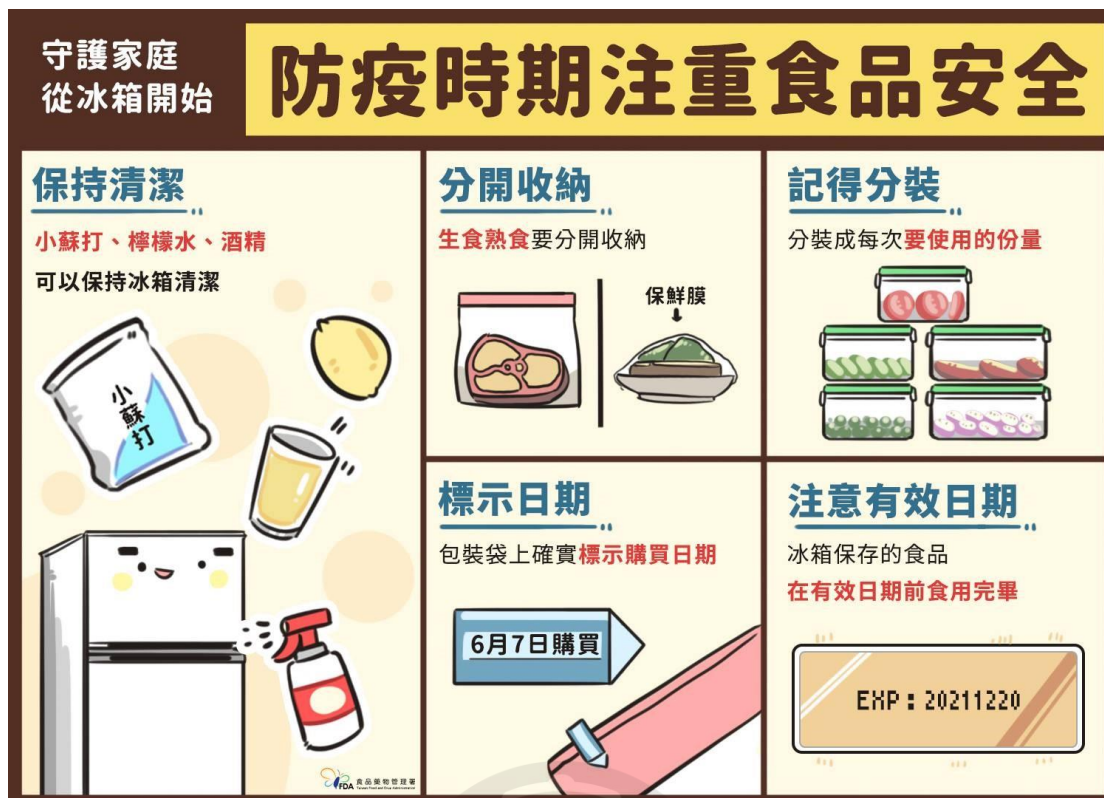 守護家庭
從冰箱開始
防疫時期注重食品安全
保持清潔
小蘇打、檸檬水、酒精
可以保持冰箱清潔
小蘇打
分開收納
生食熟食要分開收納
保鮮膜
記得分裝
分裝成每次要使用的份量
標示日期
包裝袋上確實標示購買日期
6月7日購買
注意有效日期
冰箱保存的食品
在有效日期前食用完畢
EXP：20211220
FDA
食品藥物管理署
Taiwan Food and Drug Administration